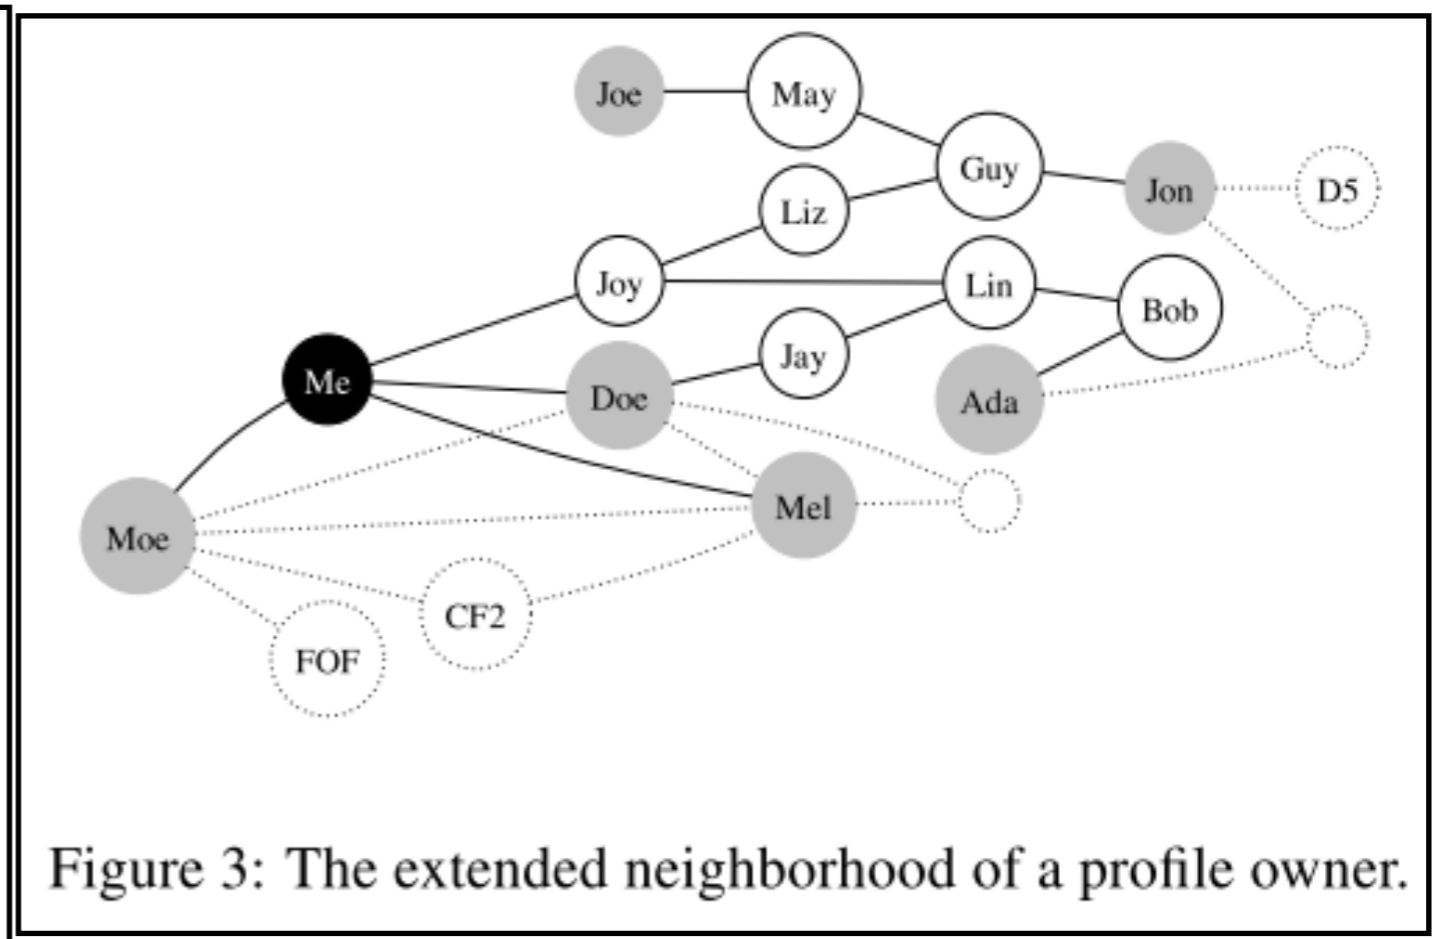 Joe
May
Guy
Jon
D5
Liz
Joy
Lin
Bob
Jay
Me
Doe
Ada
Mel
Moe
CF2
FOF
Figure 3: The extended neighborhood of a profile owner.